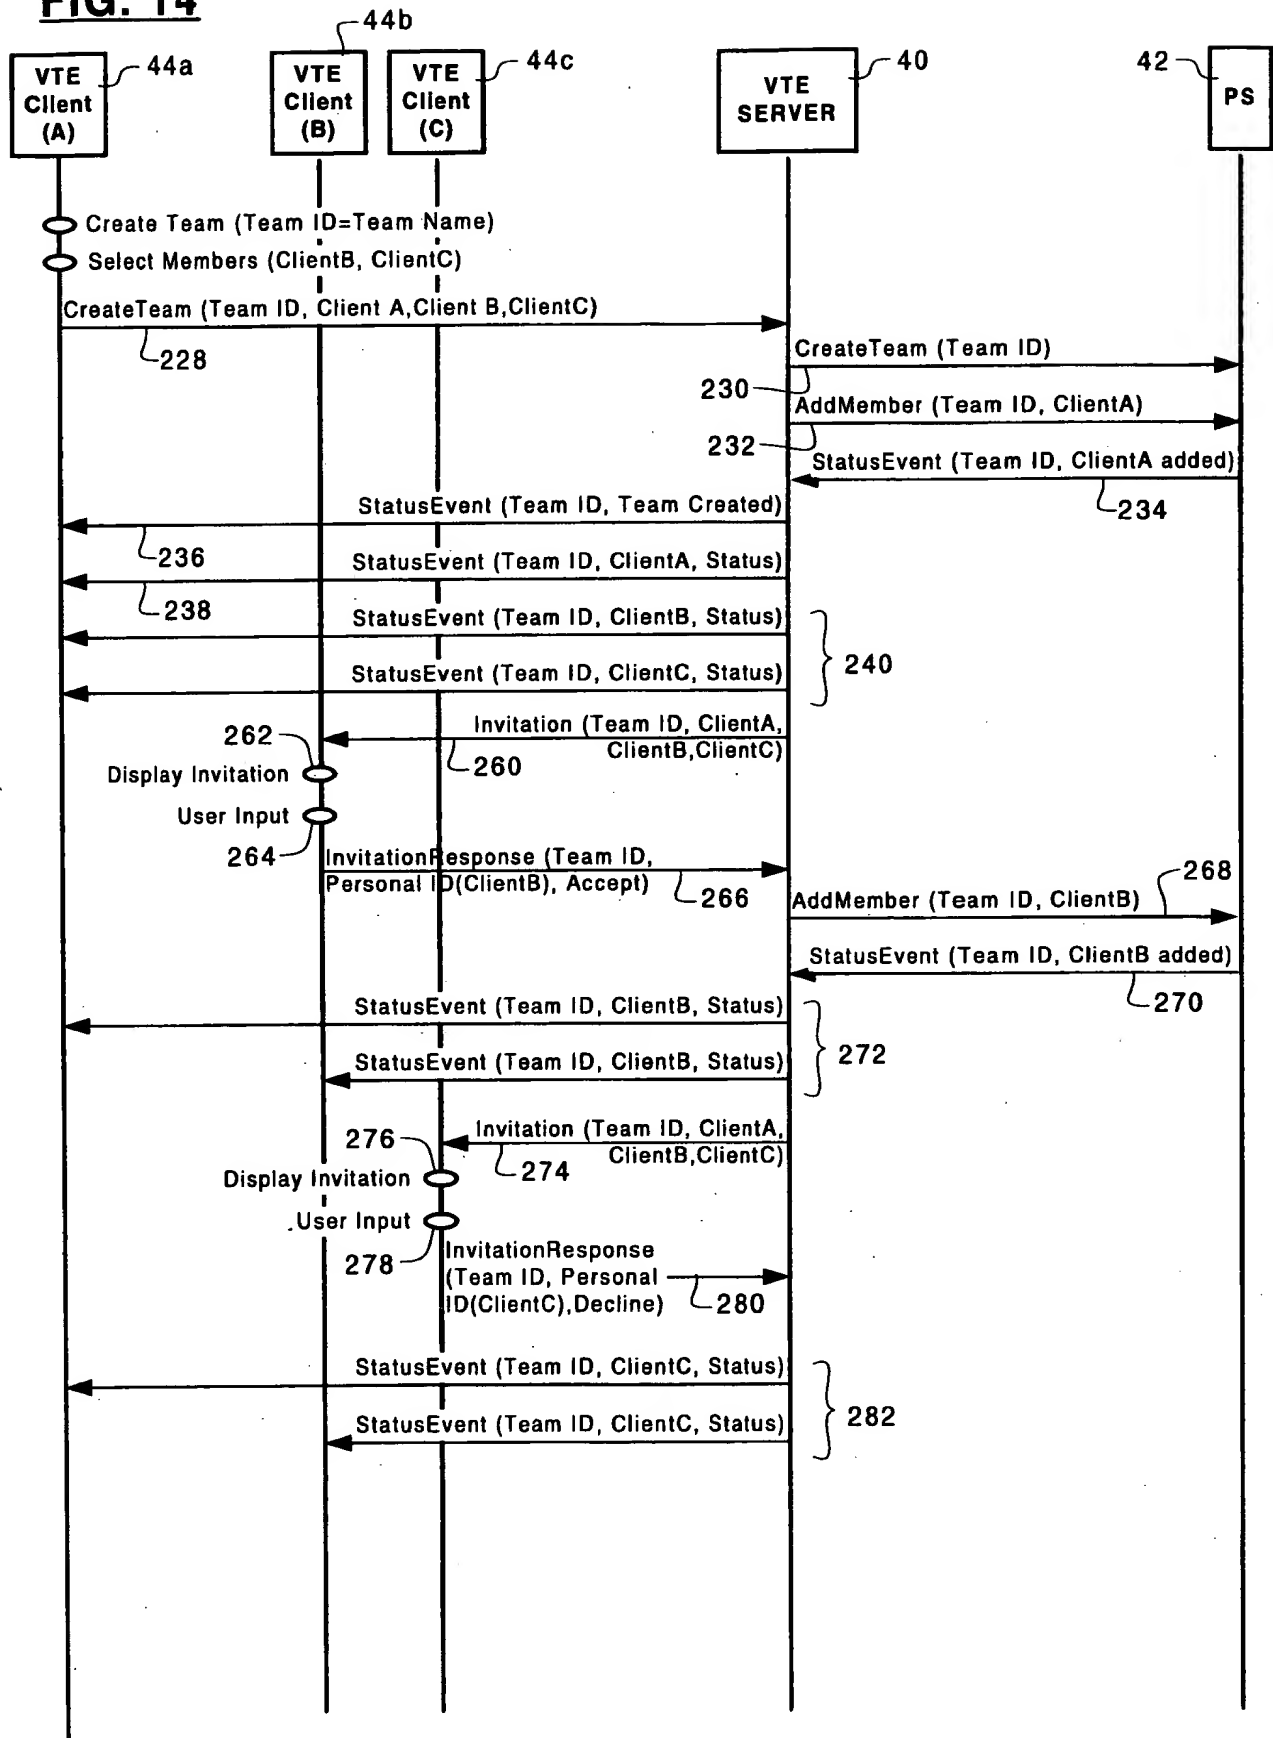 FIG. 14
44a
44b
44c
40
42
VTE
Client
(A)
VTE
Client
(B)
VTE
Client
(C)
VTE
SERVER
PS
Create Team (Team ID=Team Name)
Select Members (ClientB, ClientC)
CreateTeam (Team ID, Client A,Client B,ClientC)
228
CreateTeam (Team ID)
230
AddMember (Team ID, ClientA)
232
StatusEvent (Team ID, ClientA added)
234
StatusEvent (Team ID, Team Created)
236
StatusEvent (Team ID, ClientA, Status)
238
StatusEvent (Team ID, ClientB, Status)
240
StatusEvent (Team ID, ClientC, Status)
Invitation (Team ID, ClientA,
ClientB,ClientC)
260
262
Display Invitation
User Input
264
InvitationResponse (Team ID,
Personal ID(ClientB), Accept)
266
268
AddMember (Team ID, ClientB)
StatusEvent (Team ID, ClientB added)
270
StatusEvent (Team ID, ClientB, Status)
272
StatusEvent (Team ID, ClientB, Status)
Invitation (Team ID, ClientA,
ClientB,ClientC)
274
276
Display Invitation
User Input
278
InvitationResponse
(Team ID, Personal
ID(ClientC),Decline)
280
StatusEvent (Team ID, ClientC, Status)
282
StatusEvent (Team ID, ClientC, Status)